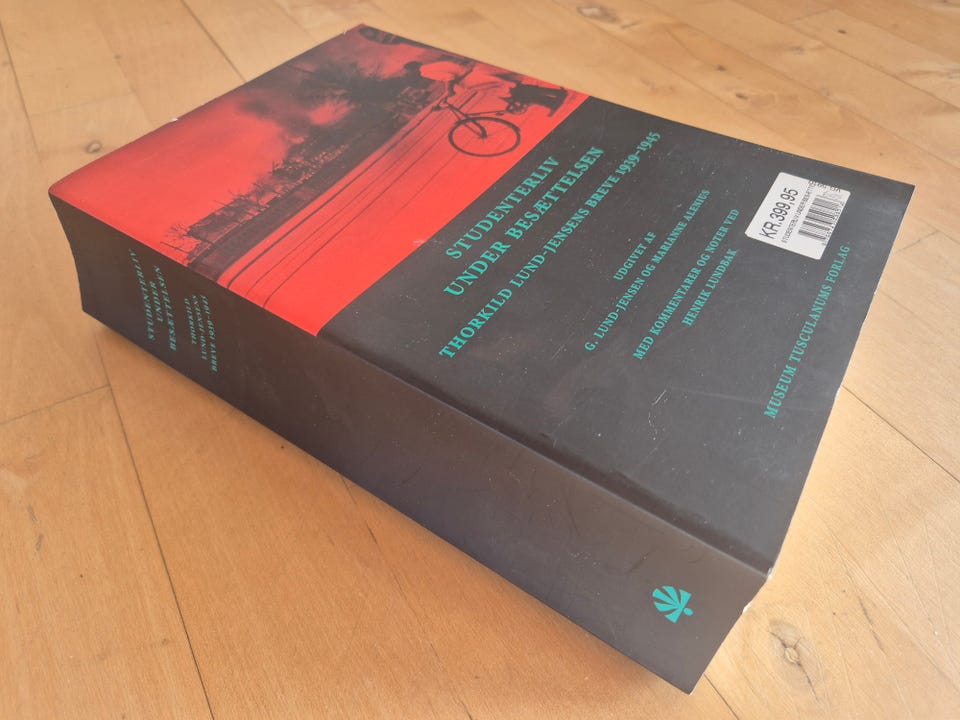 STUDENTERLIV
UNDER BESÆTTELSEN
THORKILD LUND-JENSENS BREVE 1939-1945
UDGIVET AF
G. LUND-JENSEN OG MARIANNE ALENIUS
MED KOMMENTARER OG NOTER VED
HENRIK LUNDBAK
MUSEUM TUSCULANUMS FORLAG
KR.399,95
STUDENTERLIV
UNDER
BESÆTTELSEN
THORKILD
LUND-JENSENS
BREVE 1939-1945